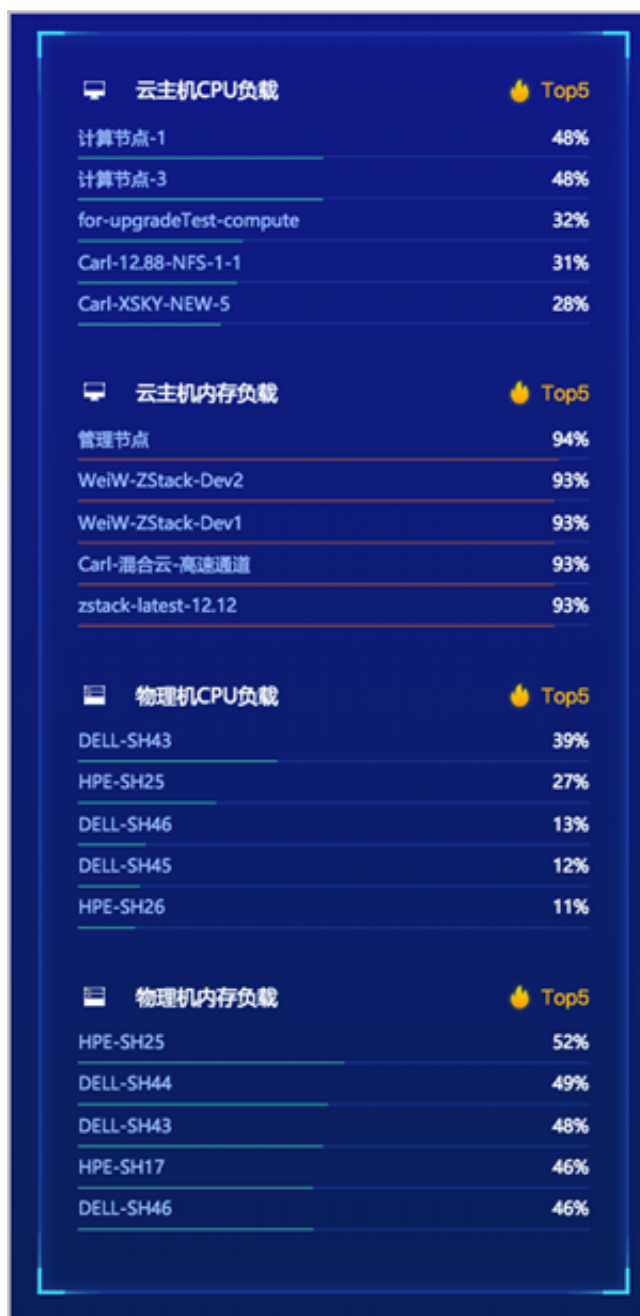 云主机CPU负载 Top5
计算节点-1 48%
计算节点-3 48%
for-upgradeTest-compute 32%
Carl-12.88-NFS-1-1 31%
Carl-XSKY-NEW-5 28%
云主机内存负载 Top5
管理节点 94%
WeiW-ZStack-Dev2 93%
WeiW-ZStack-Dev1 93%
Carl-混合云-高速通道 93%
zstack-latest-12.12 93%
物理机CPU负载 Top5
DELL-SH43 39%
HPE-SH25 27%
DELL-SH46 13%
DELL-SH45 12%
HPE-SH26 11%
物理机内存负载 Top5
HPE-SH25 52%
DELL-SH44 49%
DELL-SH43 48%
HPE-SH17 46%
DELL-SH46 46%